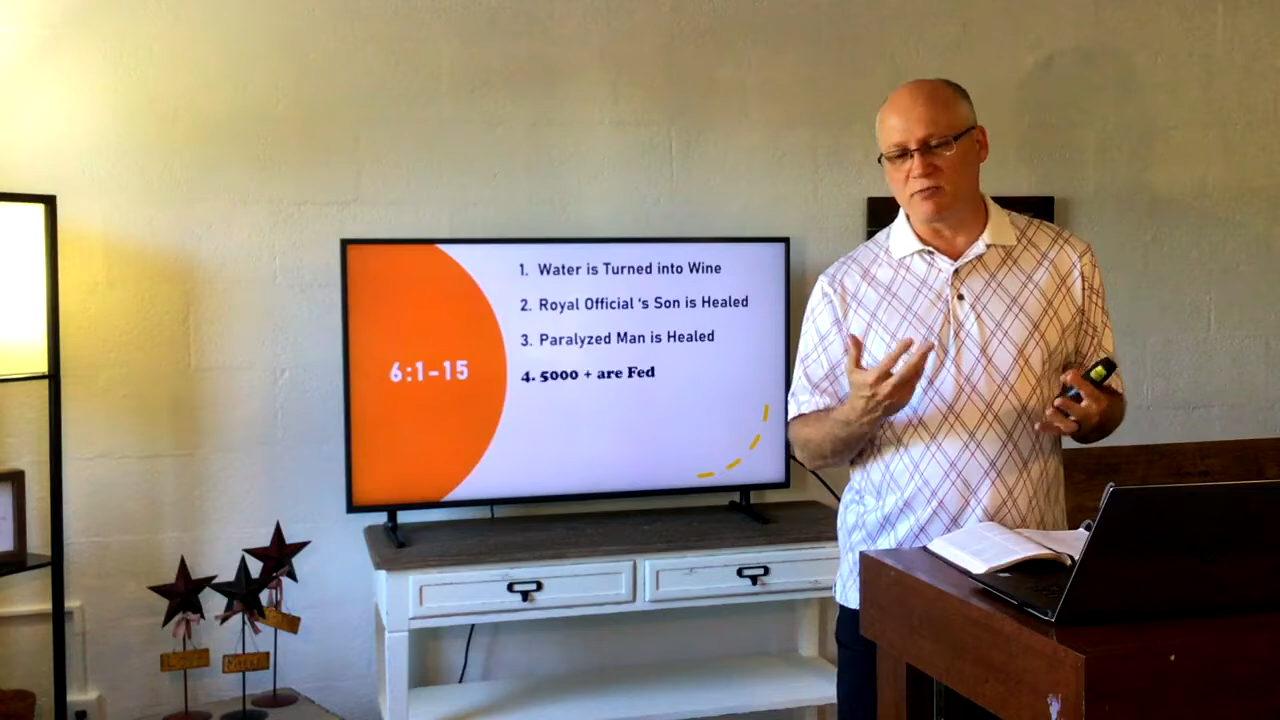 6:1-15
1. Water is Turned into Wine
2. Royal Official 's Son is Healed
3. Paralyzed Man is Healed
4. 5000 + are Fed